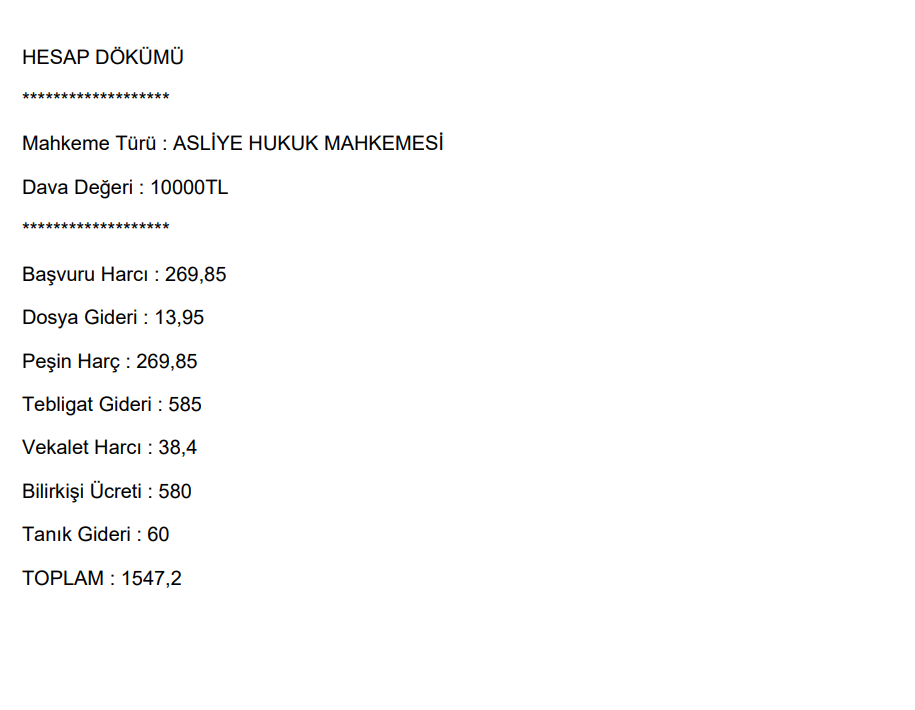 HESAP DÖKÜMÜ
*******************
Mahkeme Türü : ASLİYE HUKUK MAHKEMESİ
Dava Değeri : 10000TL
*******************
Başvuru Harcı : 269,85
Dosya Gideri : 13,95
Peşin Harç : 269,85
Tebligat Gideri : 585
Vekalet Harcı : 38,4
Bilirkişi Ücreti : 580
Tanık Gideri : 60
TOPLAM : 1547,2